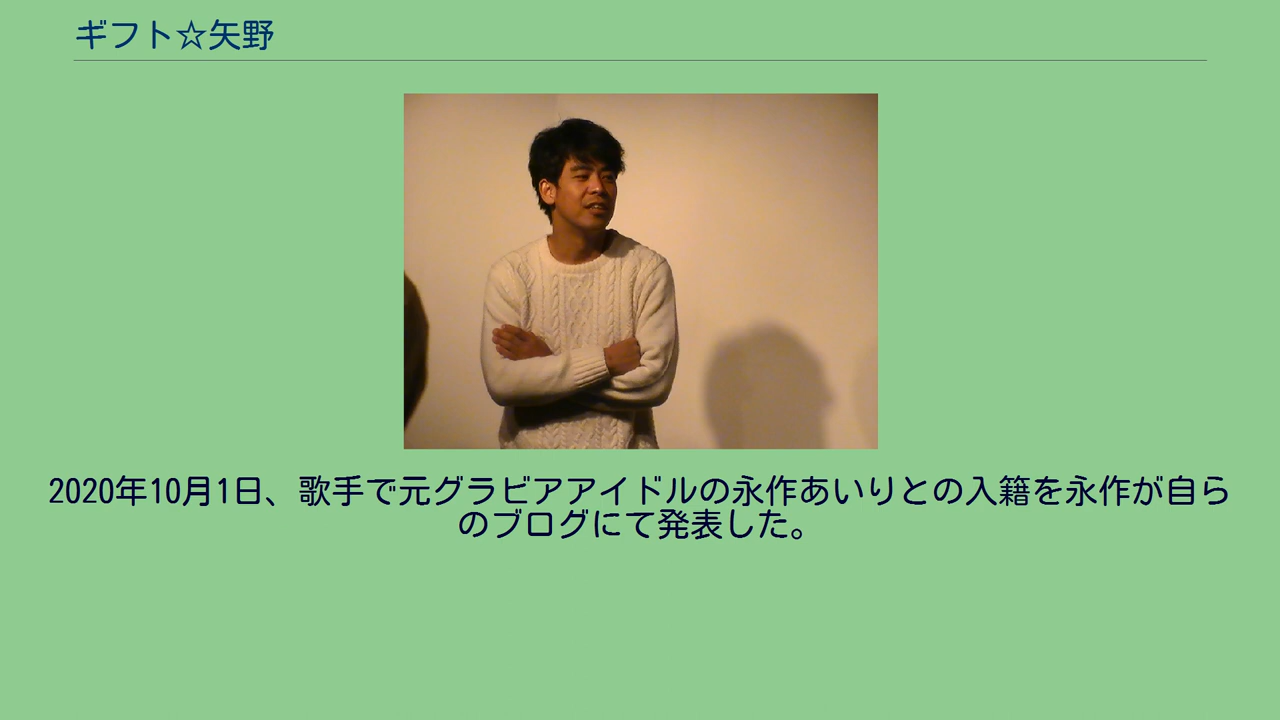 ギフト☆矢野
2020年10月1日、歌手で元グラビアアイドルの永作あいりとの入籍を永作が自ら
のブログにて発表した。